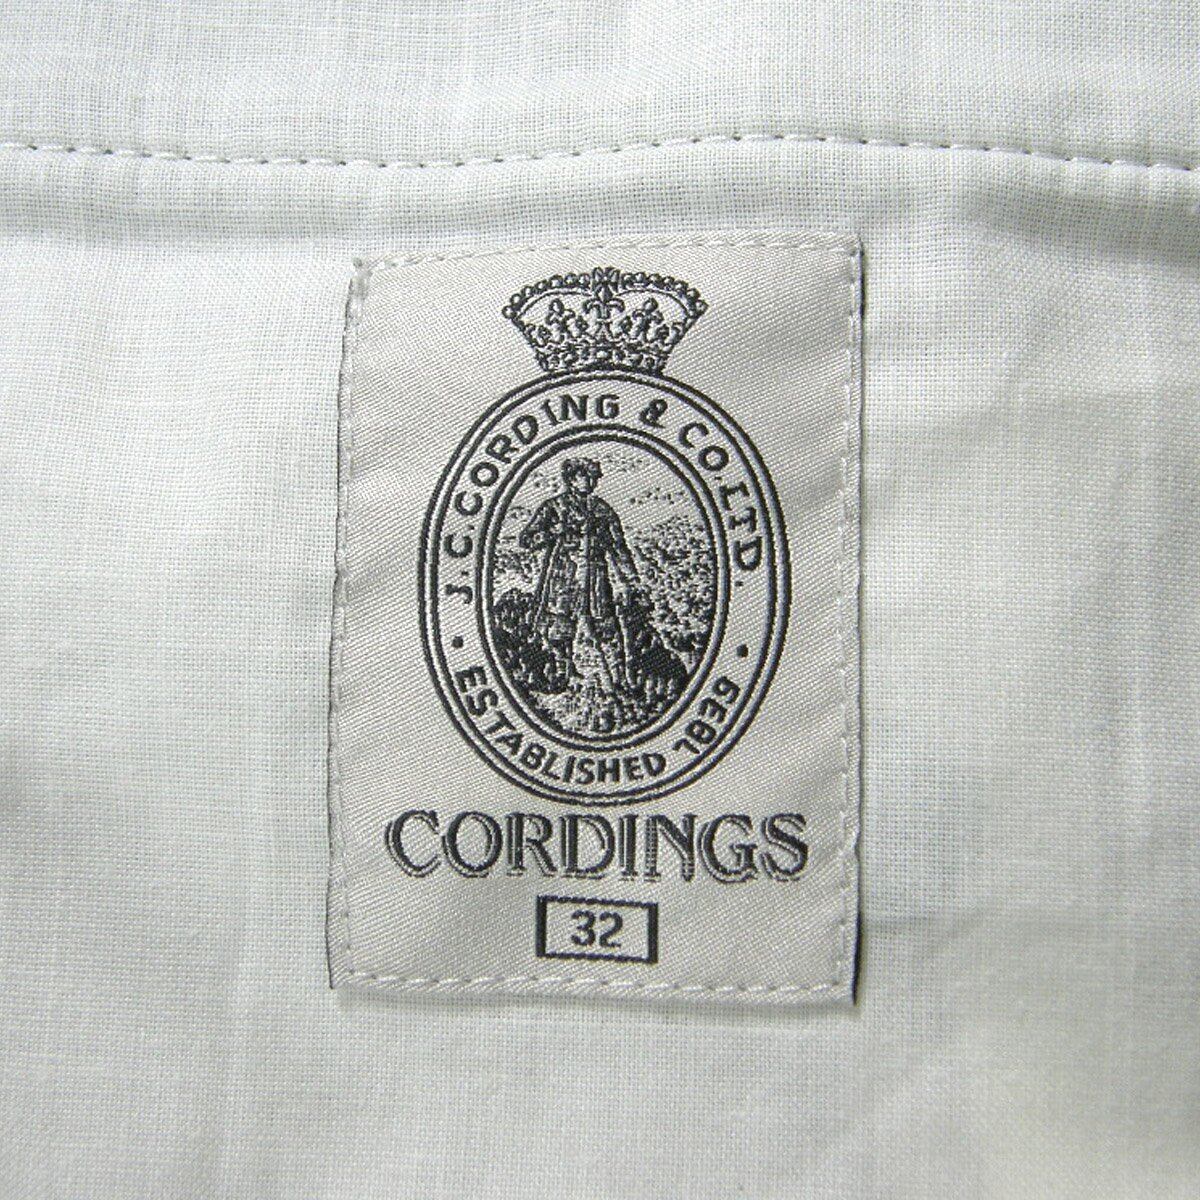 J.C.CORDING & CO.LTD.
• ESTABLISHED 1839 •
CORDINGS
32